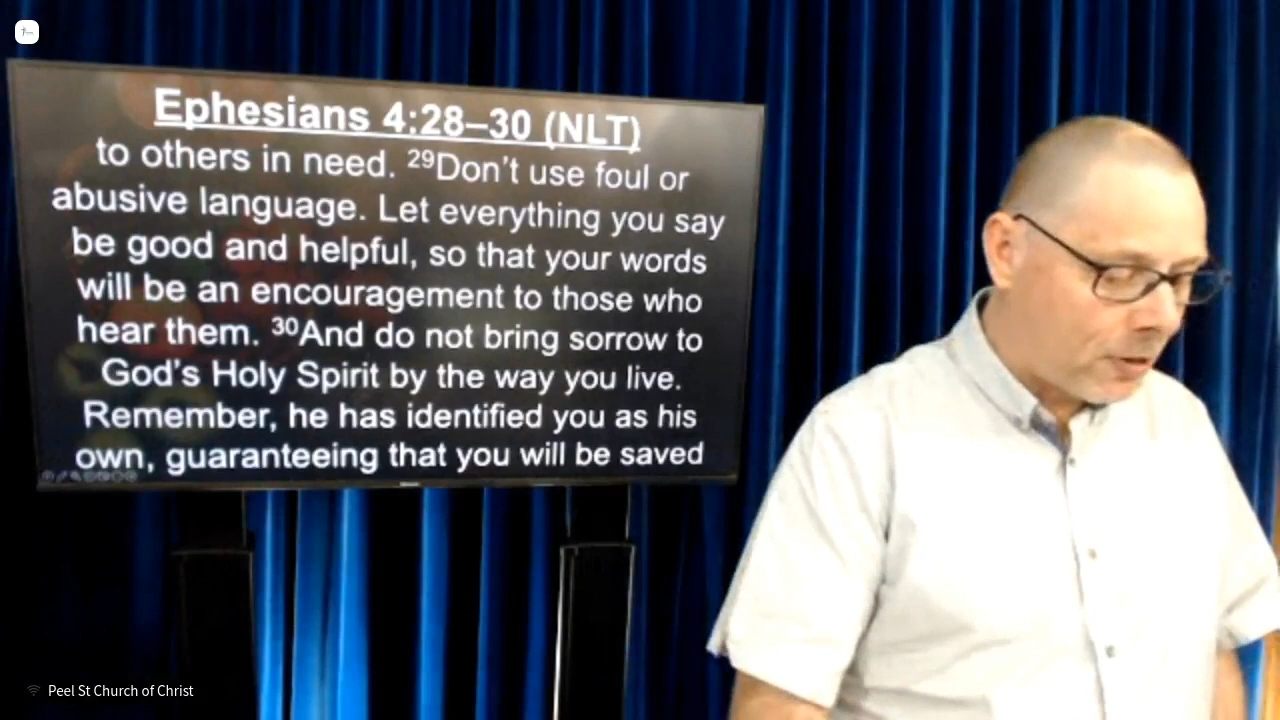 Ephesians 4:28–30 (NLT)
to others in need. ²⁹Don't use foul or
abusive language. Let everything you say
be good and helpful, so that your words
will be an encouragement to those who
hear them. ³⁰And do not bring sorrow to
God's Holy Spirit by the way you live.
Remember, he has identified you as his
own, guaranteeing that you will be saved
Peel St Church of Christ